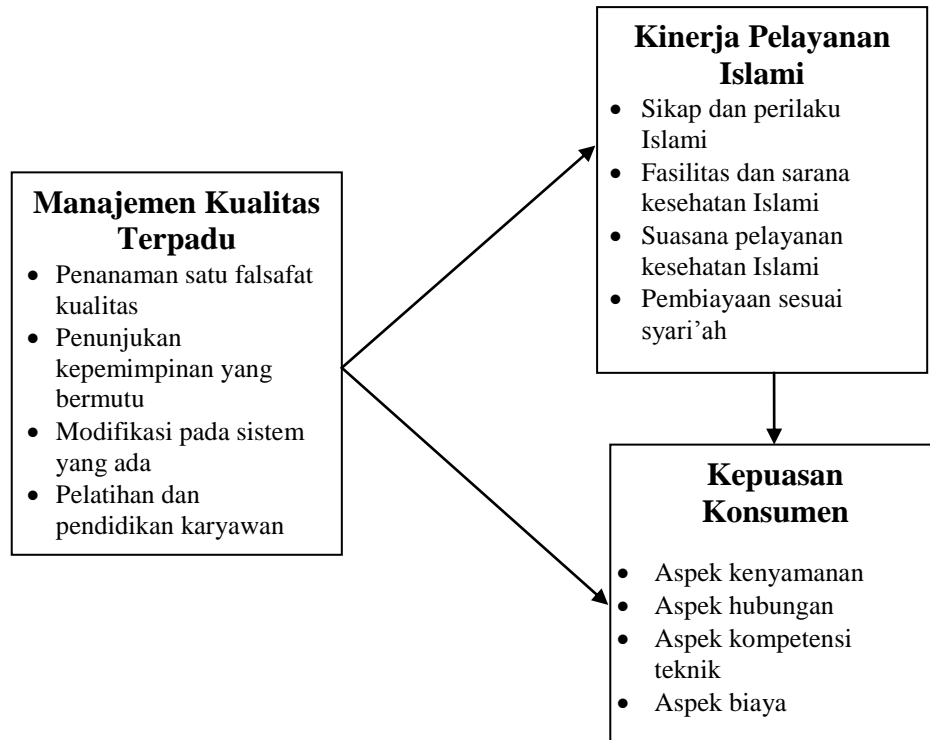 Manajemen Kualitas
Terpadu
• Penanaman satu falsafat
kualitas
• Penunjukan
kepemimpinan yang
bermutu
• Modifikasi pada sistem
yang ada
• Pelatihan dan
pendidikan karyawan
Kinerja Pelayanan
Islami
• Sikap dan perilaku
Islami
• Fasilitas dan sarana
kesehatan Islami
• Suasana pelayanan
kesehatan Islami
• Pembiayaan sesuai
syari’ah
Kepuasan
Konsumen
• Aspek kenyamanan
• Aspek hubungan
• Aspek kompetensi
teknik
• Aspek biaya